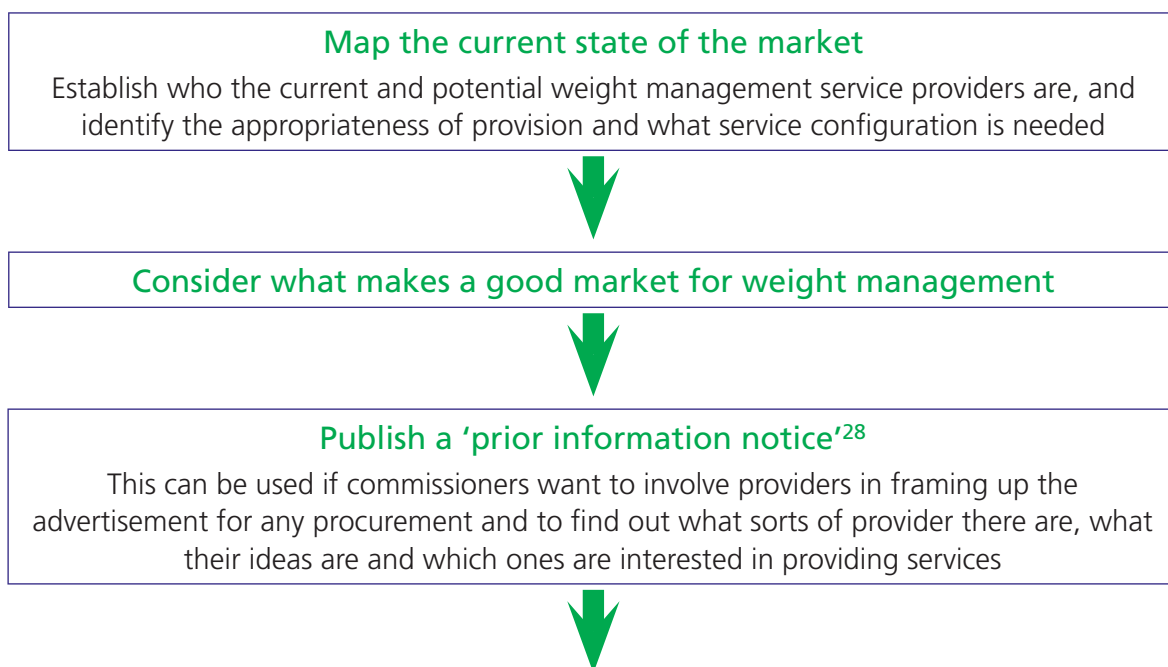 Map the current state of the market
Establish who the current and potential weight management service providers are, and
identify the appropriateness of provision and what service configuration is needed
Consider what makes a good market for weight management
Publish a ‘prior information notice’28
This can be used if commissioners want to involve providers in framing up the
advertisement for any procurement and to find out what sorts of provider there are, what
their ideas are and which ones are interested in providing services